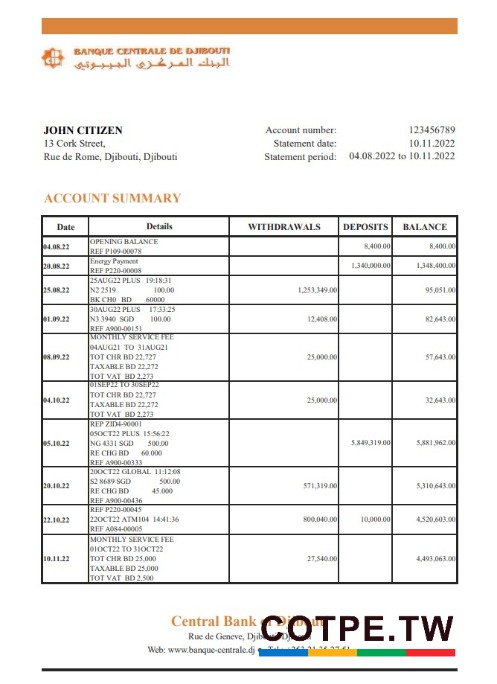 BANQUE CENTRALE DE DJIBOUTI
البنك المركزي الجيبوتي
JOHN CITIZEN
13 Cork Street,
Rue de Rome, Djibouti, Djibouti
Account number: 123456789
Statement date: 10.11.2022
Statement period: 04.08.2022 to 10.11.2022
ACCOUNT SUMMARY
Date Details WITHDRAWALS DEPOSITS BALANCE
04.08.22 OPENING BALANCE 8,400.00 8,400.00
REF P109-00078
20.08.22 Energy Payment 1,340,000.00 1,348,400.00
REF P220-00008
25.08.22 25AUG22 PLUS 19:18:31 1,253,349.00 95,051.00
N2 2519 100.00
BK CH0 BD 60000
01.09.22 30AUG22 PLUS 17:33:25 12,408.00 82,643.00
N3 3940 SGD 100.00
REF A900-00151
08.09.22 MONTHLY SERVICE FEE 25,000.00 57,643.00
04AUG21 TO 31AUG21
TOT CHR BD 22,727
TAXABLE BD 22,272
TOT VAT BD 2,273
04.10.22 01SEP22 TO 30SEP22 25,000.00 32,643.00
TOT CHR BD 22,727
TAXABLE BD 22,272
TOT VAT BD 2,273
05.10.22 REP ZID4-90001 5,849,319.00 5,881,962.00
05OCT22 PLUS 15:56:22
NG 4331 SGD 500.00
RE CHG BD 60.000
REF A900-00333
20.10.22 20OCT22 GLOBAL 11:12:08 571,319.00 5,310,643.00
S2 8689 SGD 500.00
RE CHG BD 45.000
REF A900-00436
22.10.22 REF P220-00045 800,040.00 10,000.00 4,520,603.00
22OCT22 ATM104 14:41:36
REF A084-00005
10.11.22 MONTHLY SERVICE FEE 27,540.00 4,493,063.00
01OCT22 TO 31OCT22
TOT CHR BD 25,000
TAXABLE BD 25,000
TOT VAT BD 2,500
Central Bank of
Rue de Geneve,
Web: www.banque-centrale.dj
COTPE.TW